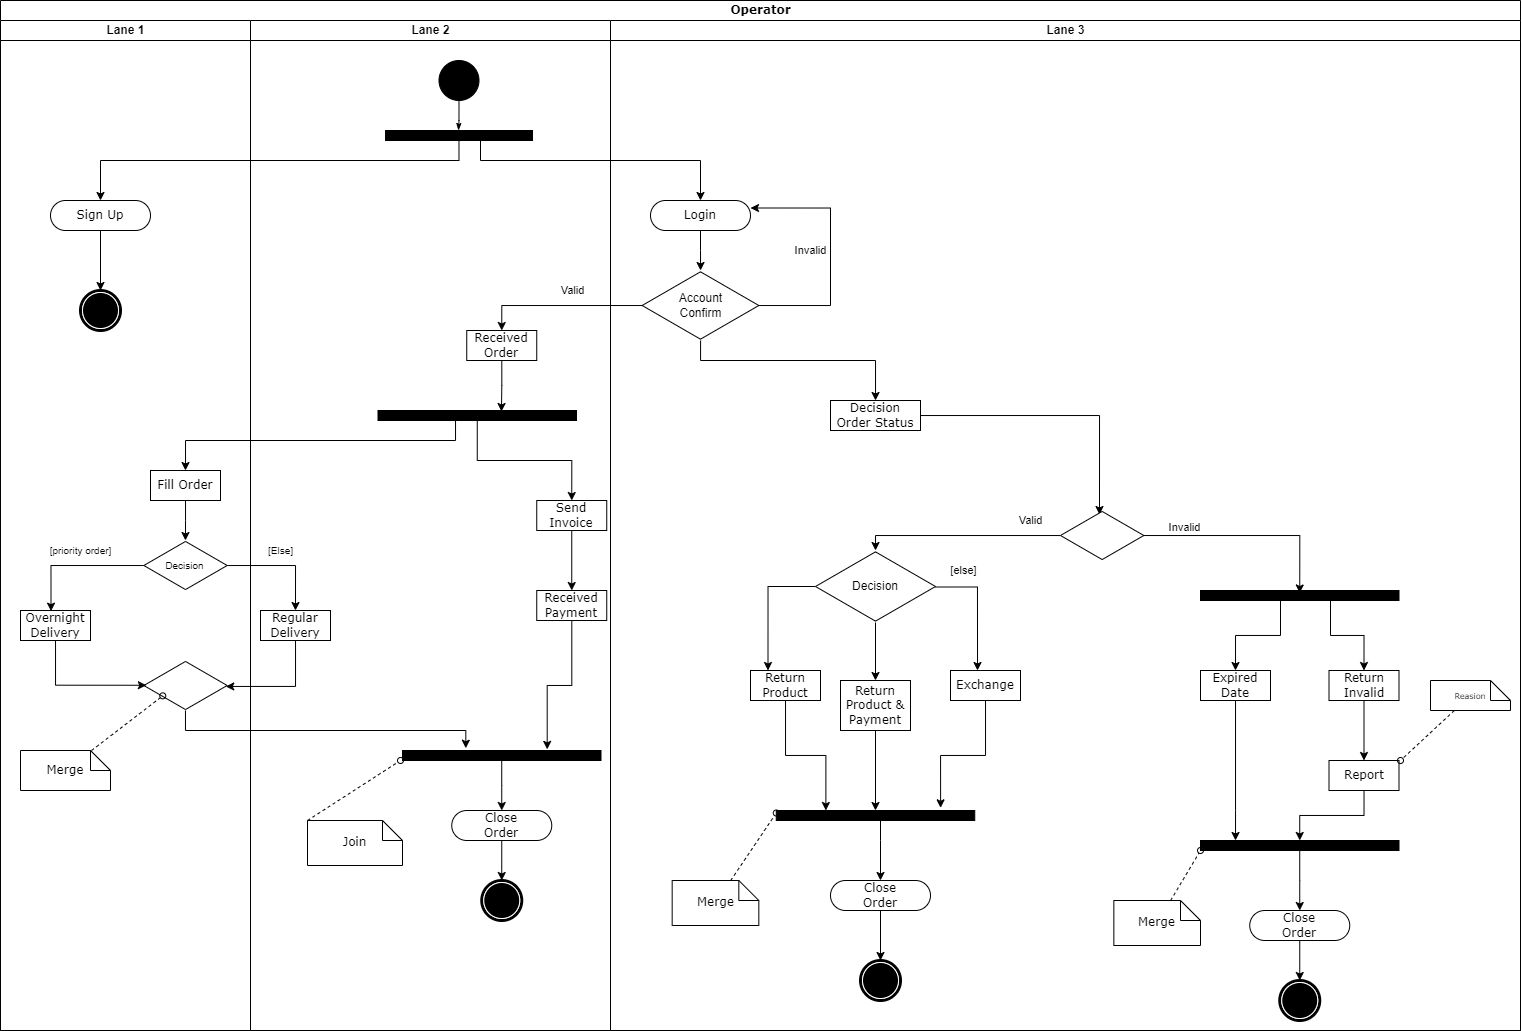 Operator
Lane 1
Lane 2
Lane 3
Sign Up
Login
Invalid
Valid
Account
Confirm
Received
Order
Decision
Order Status
Fill Order
Send
Invoice
Valid
Invalid
[priority order]
[Else]
Decision
[else]
Decision
Overnight
Delivery
Regular
Delivery
Received
Payment
Return
Product
Return
Product &
Payment
Exchange
Expired
Date
Return
Invalid
Reasion
Merge
Report
Close
Order
Join
Merge
Close
Order
Merge
Close
Order